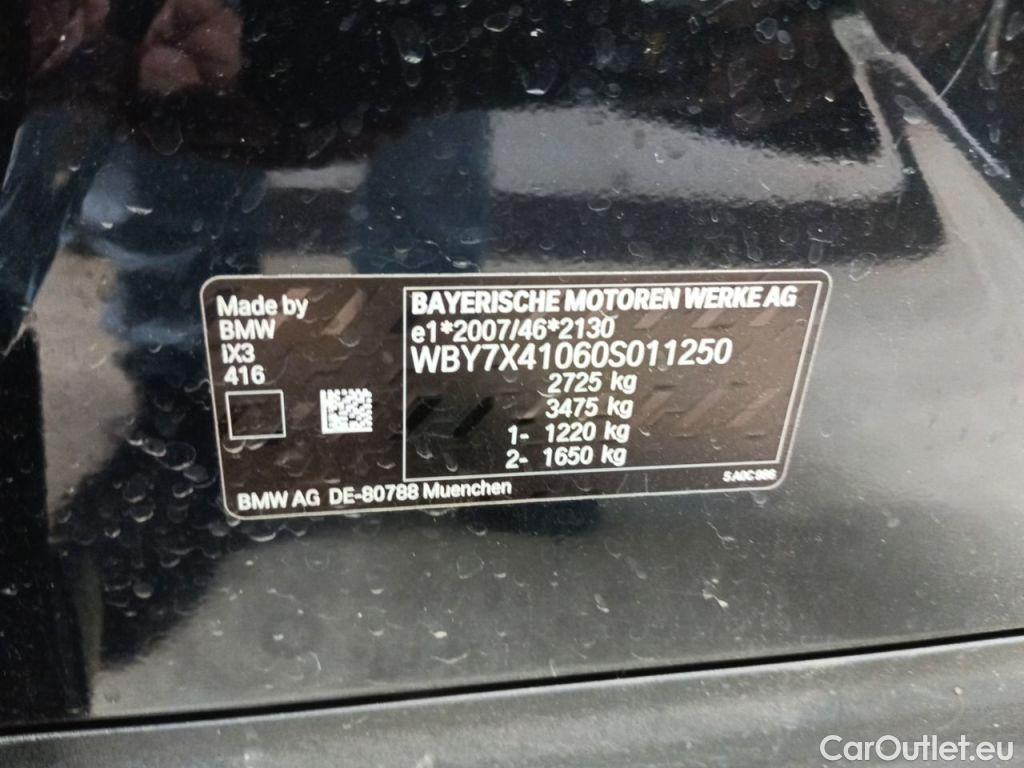 Made by
BMW
IX3
416
BAYERISCHE MOTOREN WERKE AG
e1*2007/46*2130
WBY7X41060S011250
2725 kg
3475 kg
1- 1220 kg
2- 1650 kg
BMW AG DE-80788 Muenchen
CarOutlet.eu